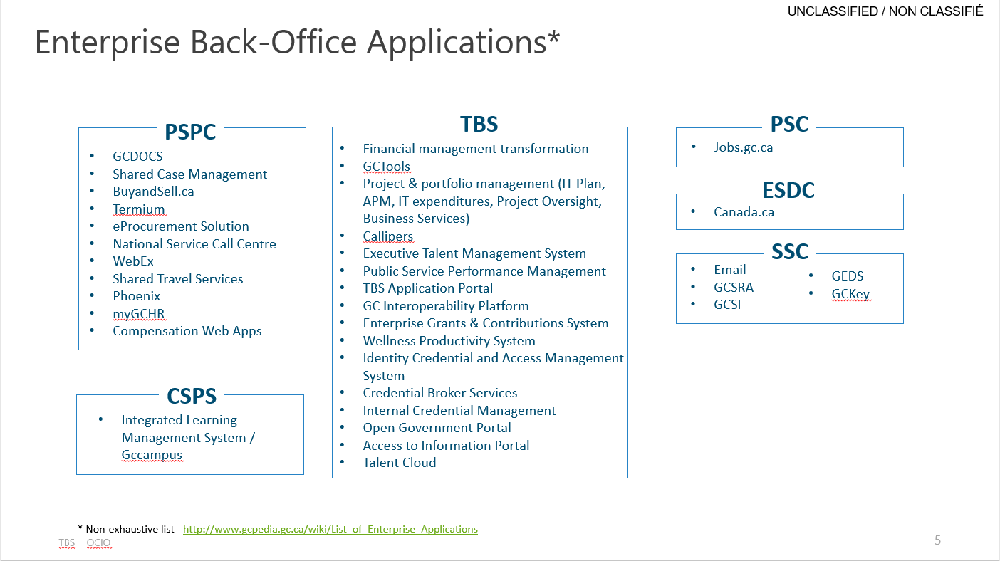 UNCLASSIFIED / NON CLASSIFIÉ
Enterprise Back-Office Applications*
PSPC
• GCDOCS
• Shared Case Management
• BuyandSell.ca
• Termium
• eProcurement Solution
• National Service Call Centre
• WebEx
• Shared Travel Services
• Phoenix
• myGCHR
• Compensation Web Apps
CSPS
• Integrated Learning
Management System /
Gccampus
TBS
• Financial management transformation
• GCTools
• Project & portfolio management (IT Plan,
APM, IT expenditures, Project Oversight,
Business Services)
• Callipers
• Executive Talent Management System
• Public Service Performance Management
• TBS Application Portal
• GC Interoperability Platform
• Enterprise Grants & Contributions System
• Wellness Productivity System
• Identity Credential and Access Management
System
• Credential Broker Services
• Internal Credential Management
• Open Government Portal
• Access to Information Portal
• Talent Cloud
PSC
• Jobs.gc.ca
ESDC
• Canada.ca
SSC
• Email
• GCSRA
• GCSI
• GEDS
• GCKey
* Non-exhaustive list - http://www.gcpedia.gc.ca/wiki/List_of_Enterprise_Applications
TBS - OCIO
5